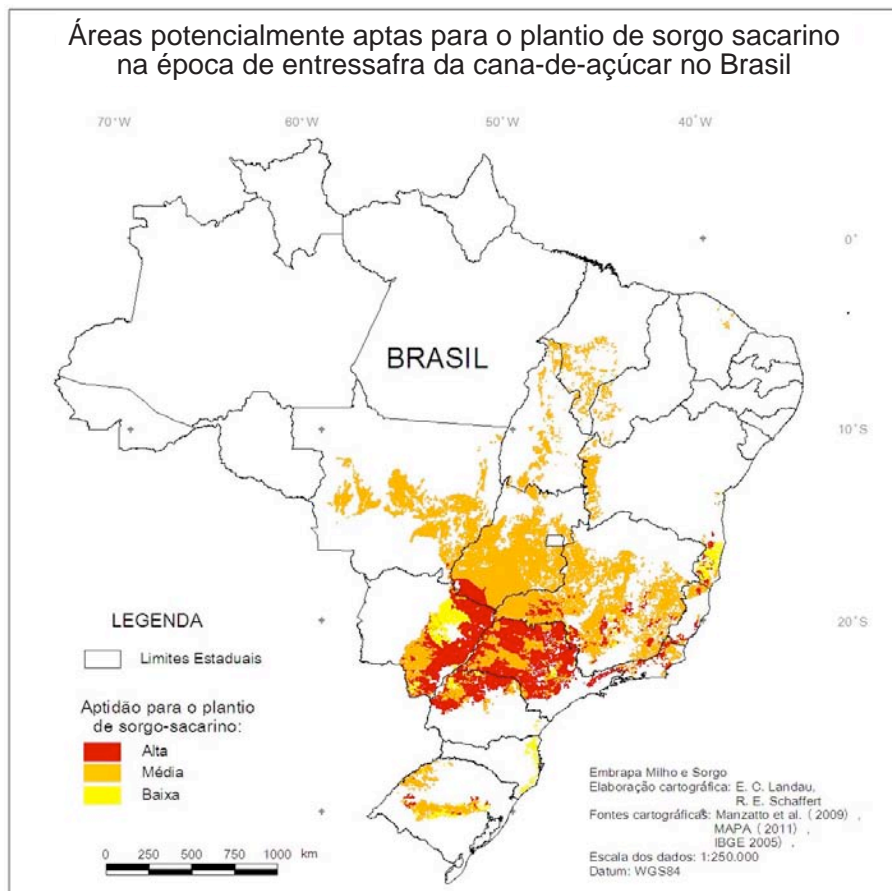 Áreas potencialmente aptas para o plantio de sorgo sacarino
na época de entressafra da cana-de-açúcar no Brasil
70°W
60°W
50°W
40°W
0°
BRASIL
10°S
20°S
LEGENDA
Limites Estaduais
Aptidão para o plantio
de sorgo-sacarino:
Alta
Média
Baixa
0 250 500 750 1000 km
Embrapa Milho e Sorgo
Elaboração cartográfica: E. C. Landau,
R. E. Schaffert
Fontes cartográficas: Manzatto et al. (2009) ,
MAPA (2011) ,
IBGE 2005) ,
Escala dos dados: 1:250.000
Datum: WGS84